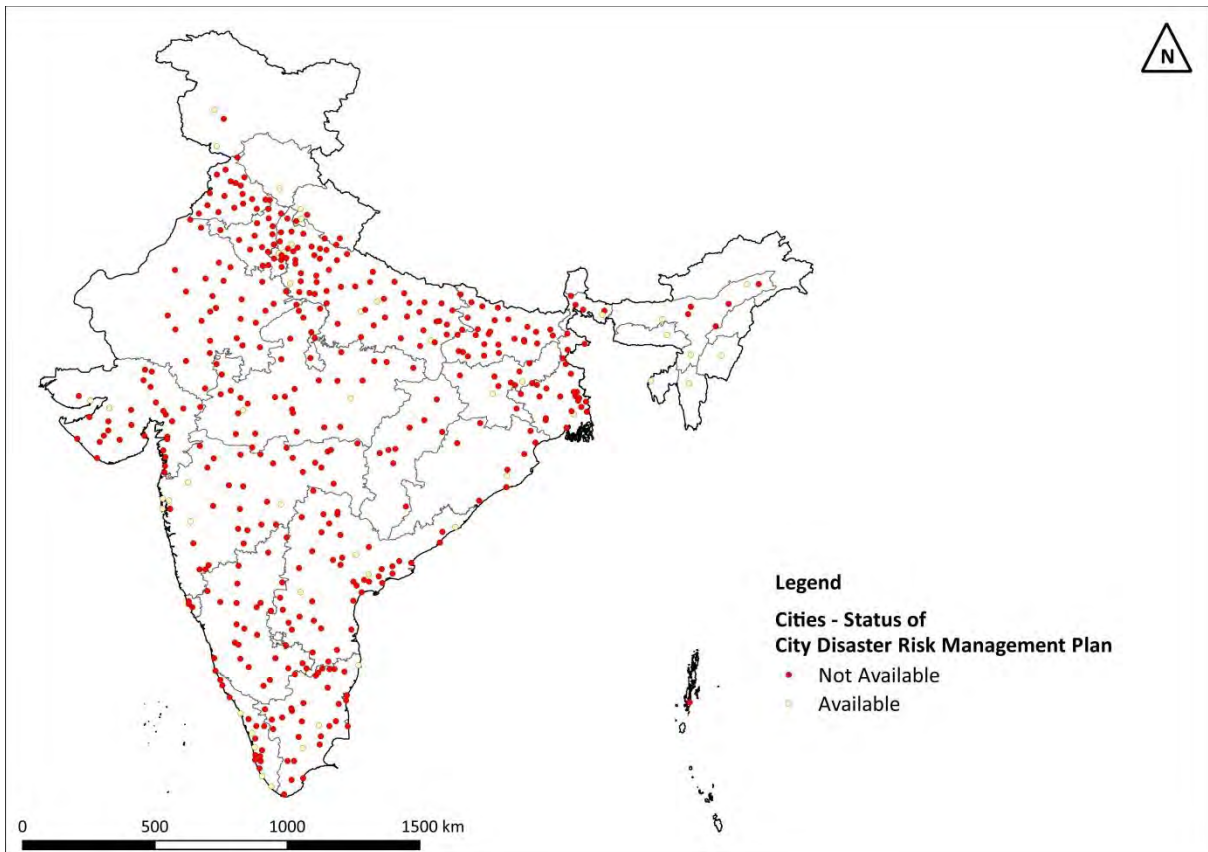 N
Legend
Cities - Status of
City Disaster Risk Management Plan
Not Available
Available
0 500 1000 1500 km